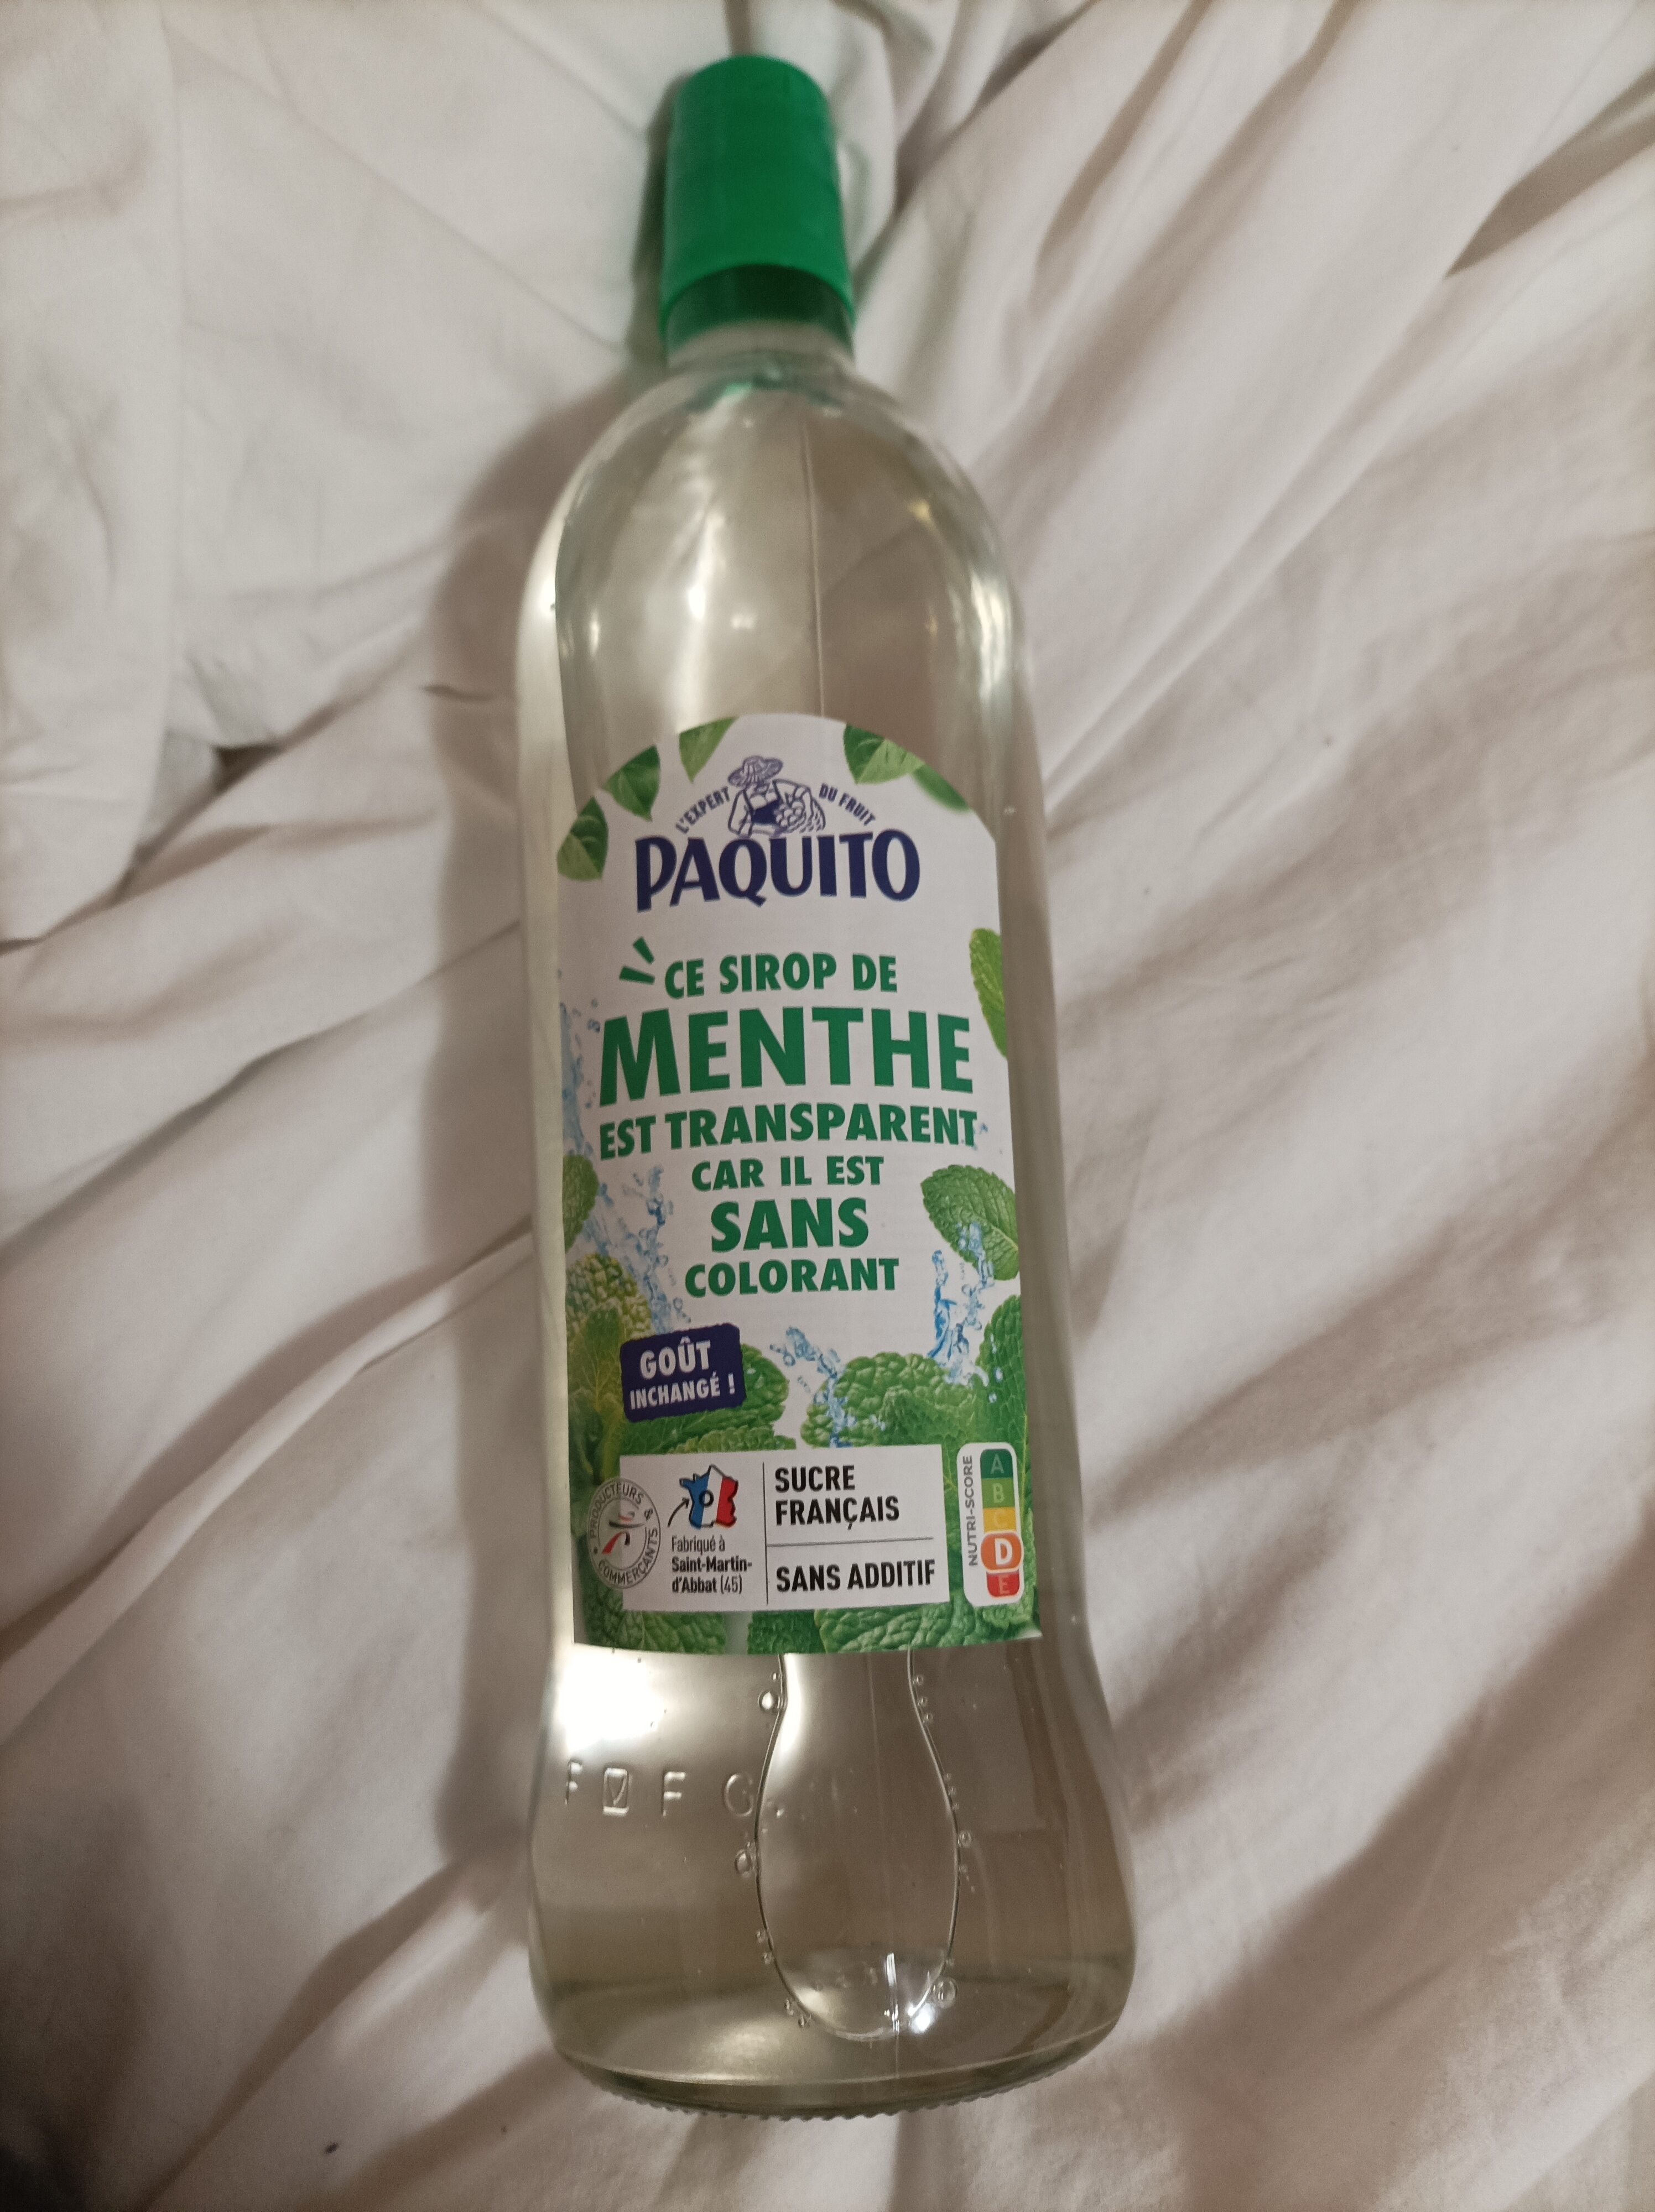 L'EXPERT DU FRUIT
PAQUITO
CE SIROP DE
MENTHE
EST TRANSPARENT
CAR IL EST
SANS
COLORANT
GOÛT
INCHANGÉ !
PRODUCTEURS &
COMMERÇANTS
Fabriqué à
Saint-Martin-
d'Abbat (45)
SUCRE
FRANÇAIS
SANS ADDITIF
NUTRI-SCORE
A
B
C
D
E
F V F G